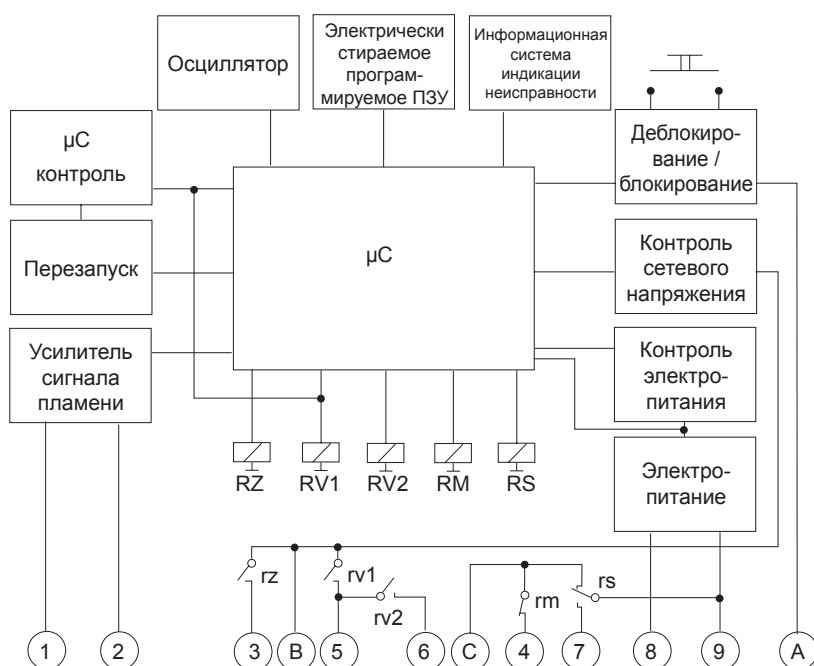 Осциллятор
Электрически
стираемое
програм-
мируемое ПЗУ
Информационная
система
индикации
неисправности
µC
контроль
Деблокиро-
вание /
блокирование
Перезапуск
µC
Контроль
сетевого
напряжения
Усилитель
сигнала
пламени
Контроль
электро-
питания
RZ
RV1
RV2
RM
RS
Электро-
питание
rz
rv1
rv2
rm
rs
1
2
3
B
5
6
C
4
7
8
9
A